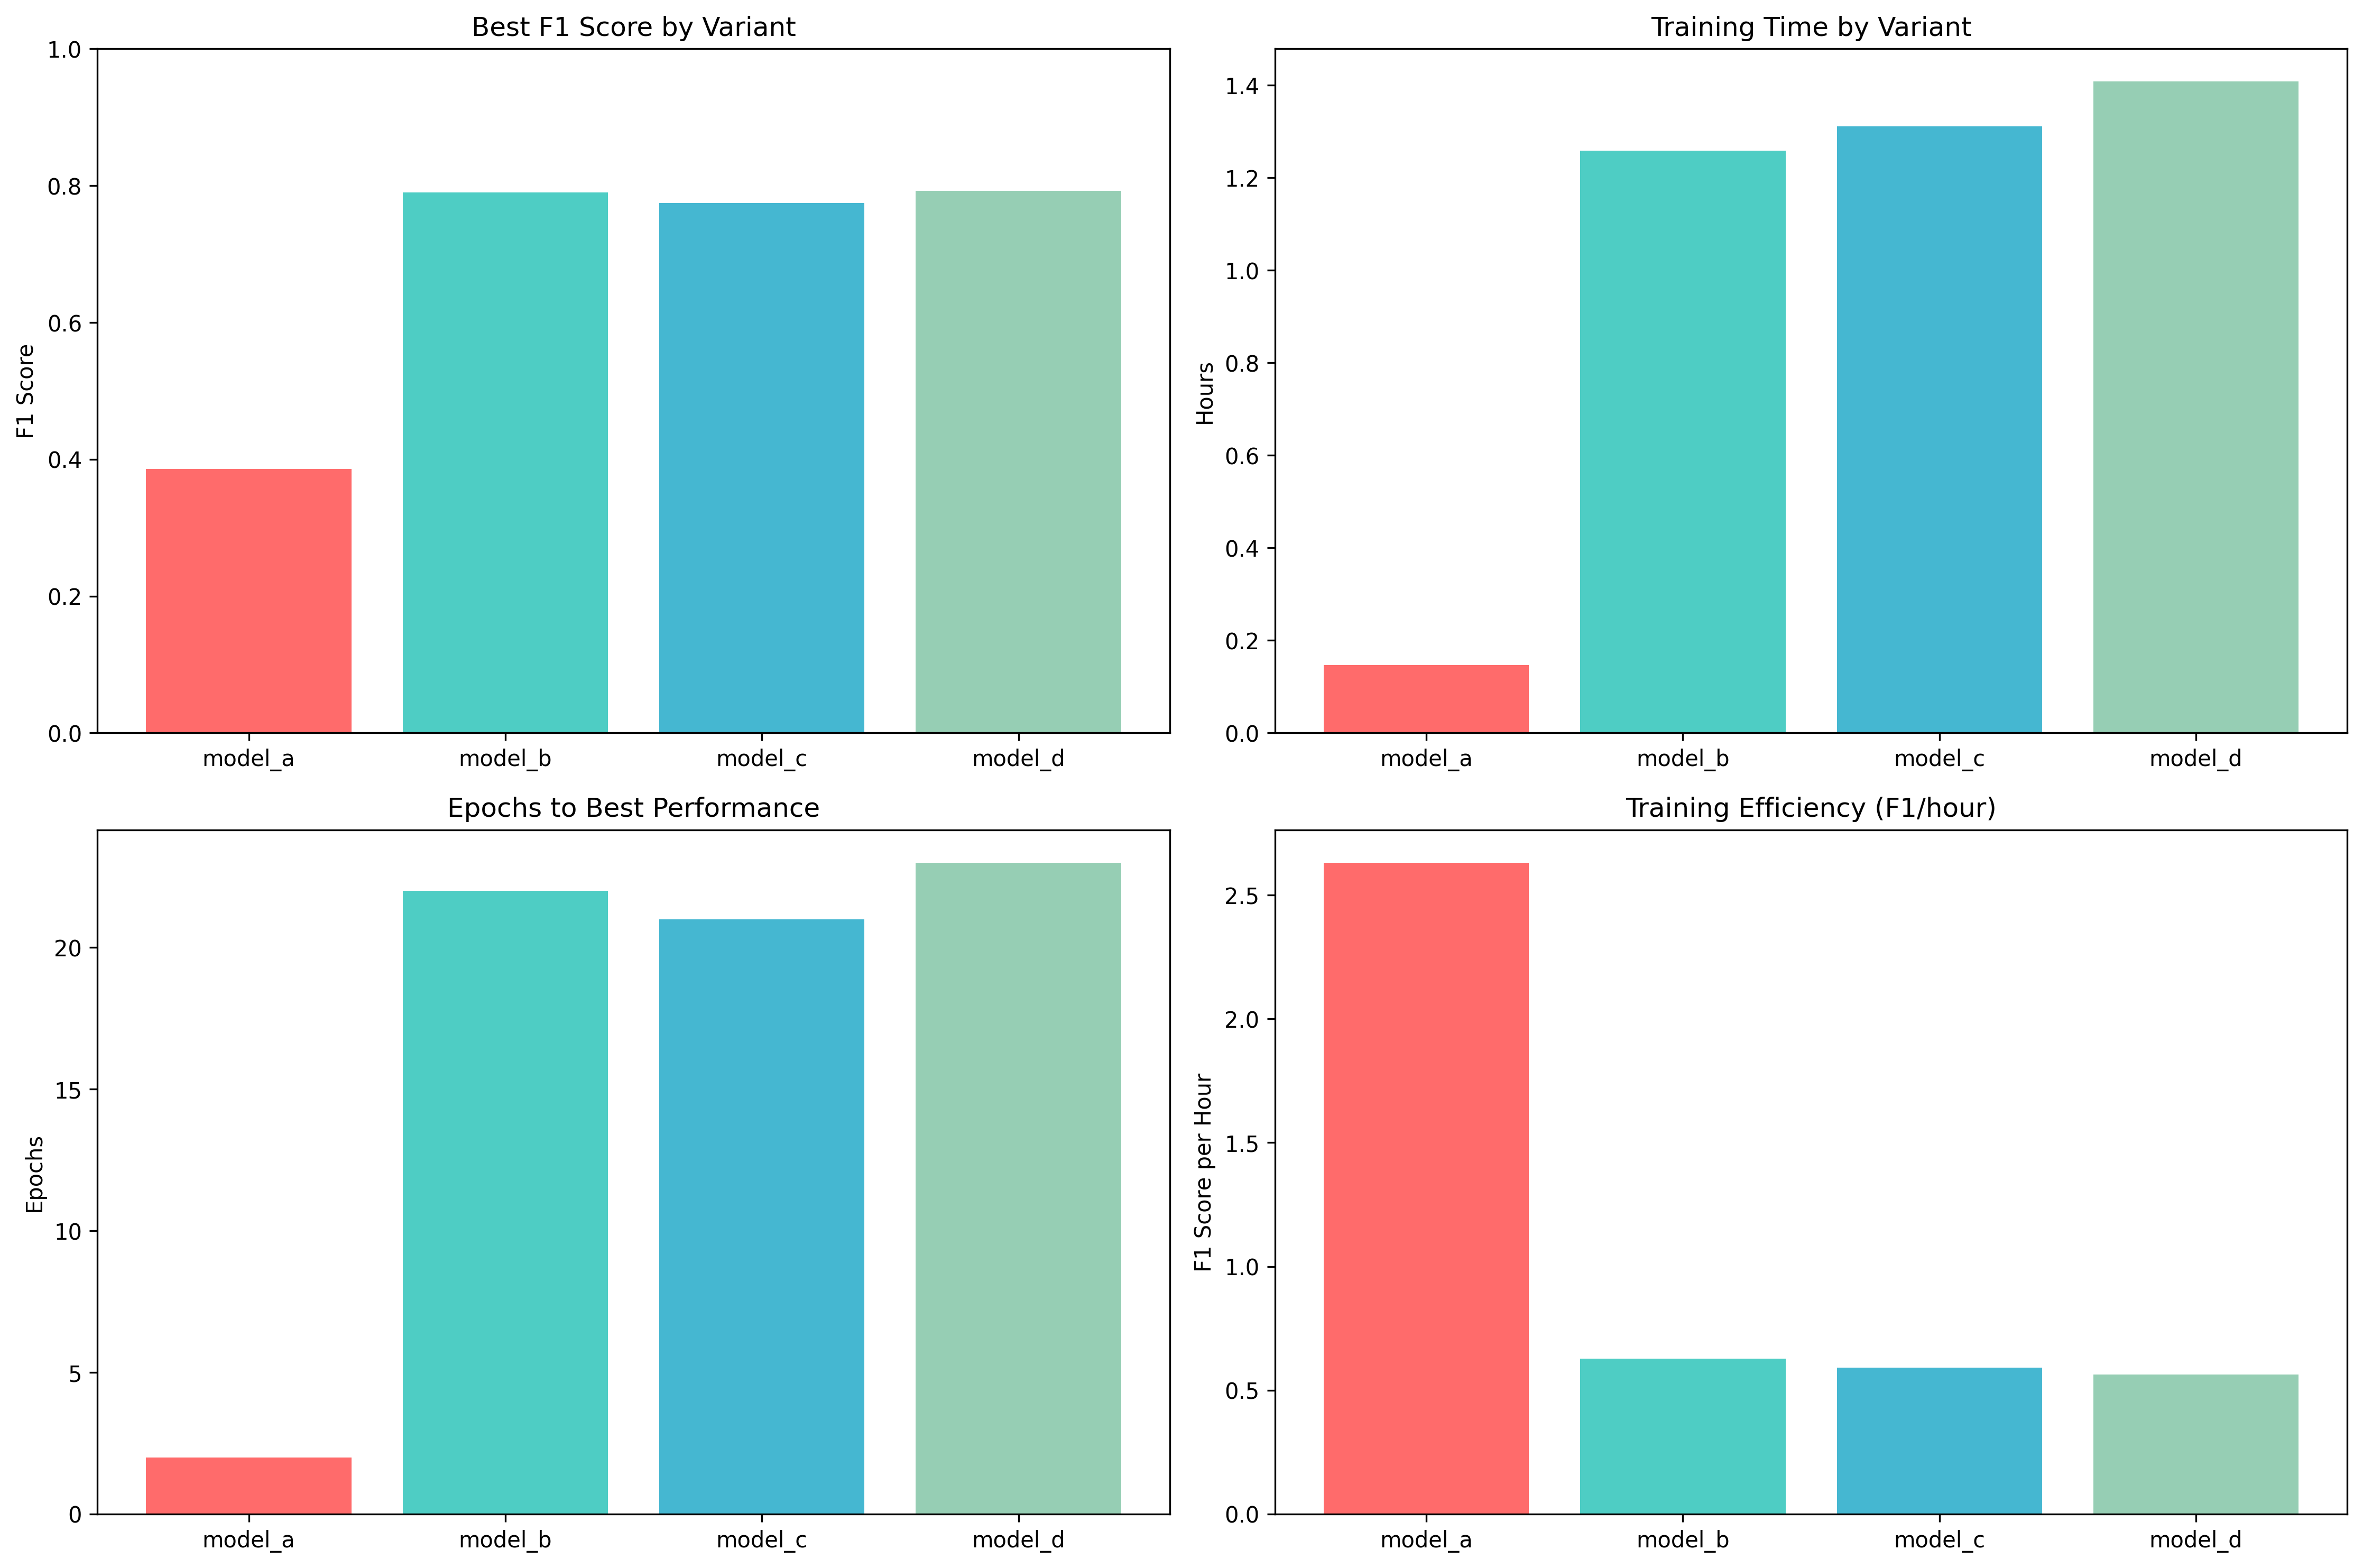 Best F1 Score by Variant
1.0
0.8
0.6
0.4
0.2
0.0
F1 Score
model_a model_b model_c model_d
Training Time by Variant
1.4
1.2
1.0
0.8
0.6
0.4
0.2
0.0
Hours
model_a model_b model_c model_d
Epochs to Best Performance
20
15
10
5
0
Epochs
model_a model_b model_c model_d
Training Efficiency (F1/hour)
2.5
2.0
1.5
1.0
0.5
0.0
F1 Score per Hour
model_a model_b model_c model_d